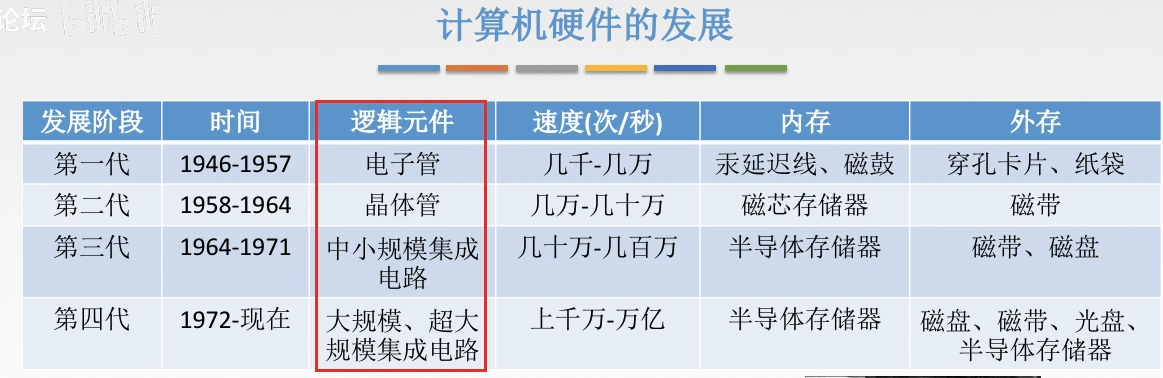 论坛
计算机硬件的发展
发展阶段 时间 逻辑元件 速度(次/秒) 内存 外存
第一代 1946-1957 电子管 几千-几万 汞延迟线、磁鼓 穿孔卡片、纸袋
第二代 1958-1964 晶体管 几万-几十万 磁芯存储器 磁带
第三代 1964-1971 中小规模集成 几十万-几百万 半导体存储器 磁带、磁盘
电路
第四代 1972-现在 大规模、超大 上千万-万亿 半导体存储器 磁盘、磁带、光盘、
规模集成电路 半导体存储器